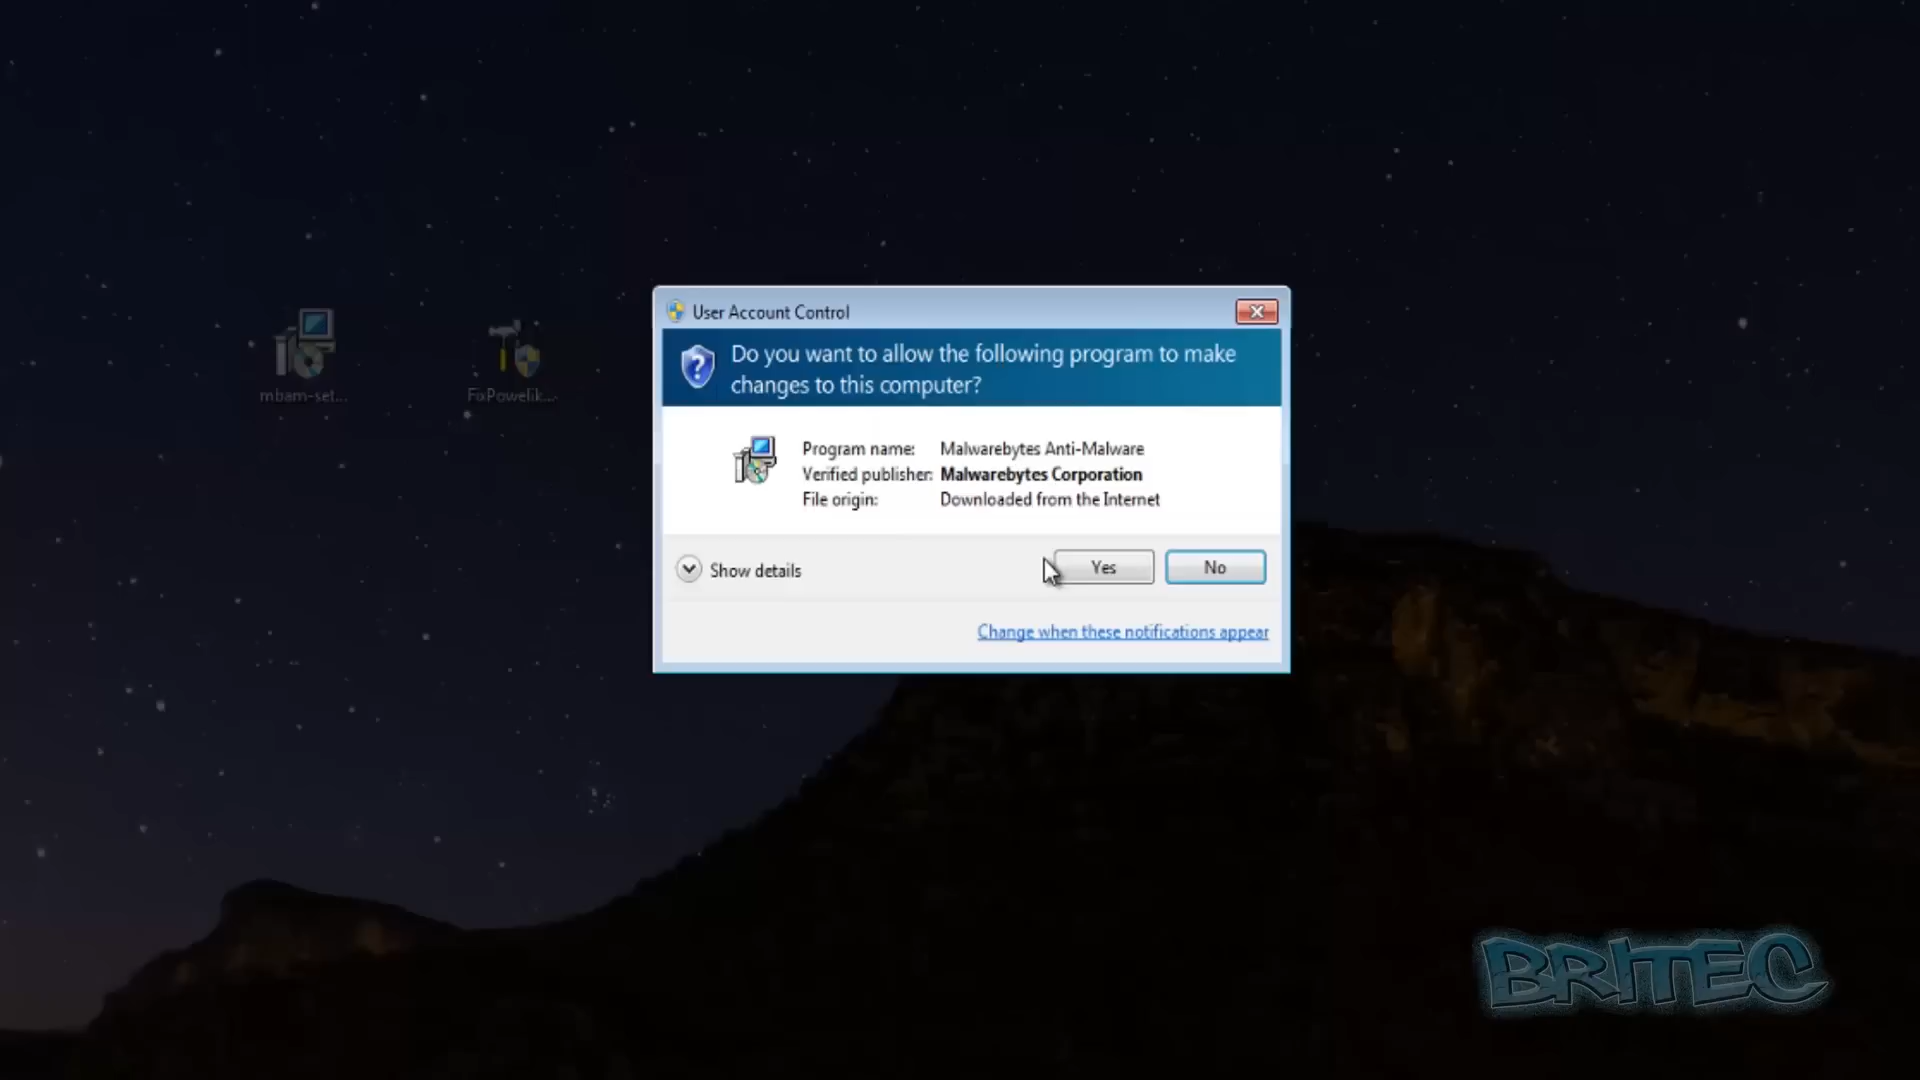 User Account Control
Do you want to allow the following program to make
changes to this computer?
Program name: Malwarebytes Anti-Malware
Verified publisher: Malwarebytes Corporation
File origin: Downloaded from the Internet
Show details
Yes
No
Change when these notifications appear
mbam-set...
FixPowelik...
BRITEC